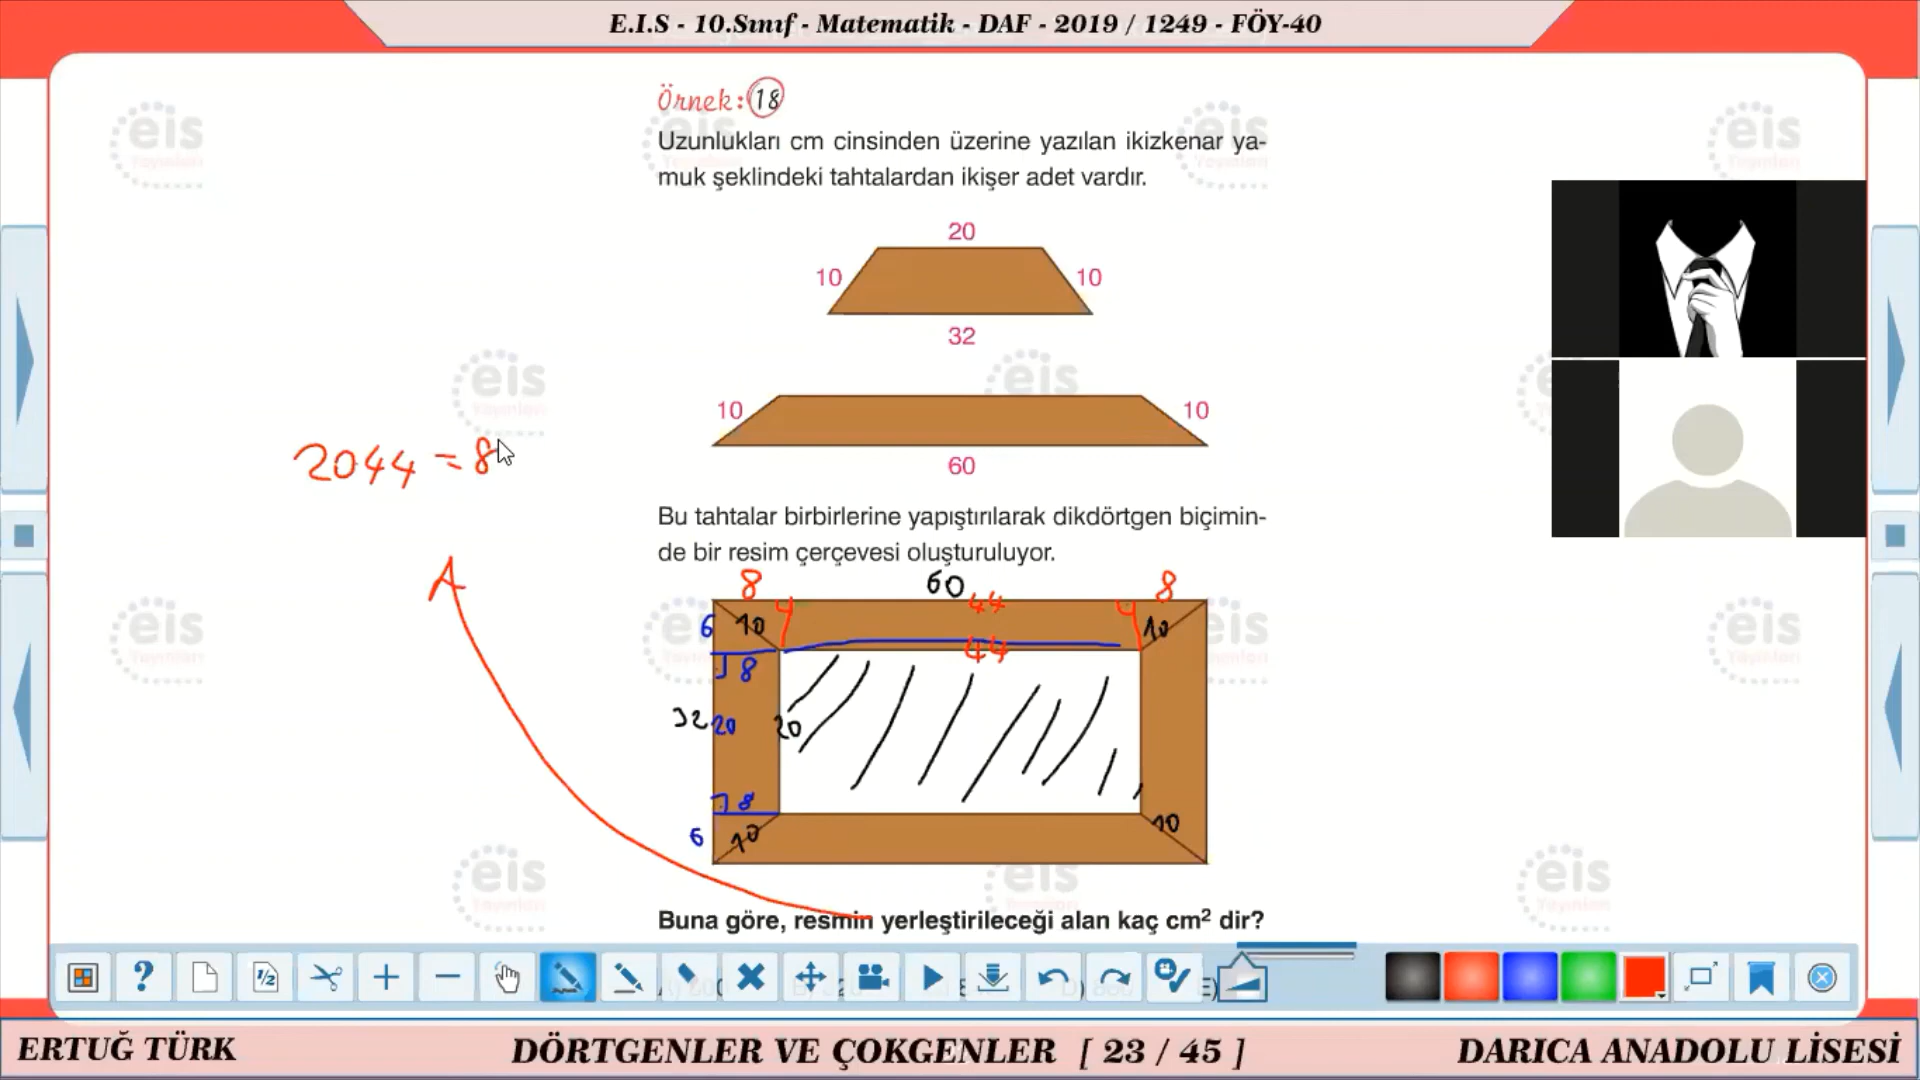 E.I.S - 10.Sınıf - Matematik - DAF - 2019 / 1249 - FÖY-40
Örnek: 18
Uzunlukları cm cinsinden üzerine yazılan ikizkenar ya-
muk şeklindeki tahtalardan ikişer adet vardır.
20
10 10
32
10 10
60
2044 = 8
Bu tahtalar birbirlerine yapıştırılarak dikdörtgen biçimin-
de bir resim çerçevesi oluşturuluyor.
A
8 60 8
44
6 10 10
44
8
32 20 20
8
6 10 10
Buna göre, resmin yerleştirileceği alan kaç cm² dir?
ERTUĞ TÜRK
DÖRTGENLER VE ÇOKGENLER [ 23 / 45 ]
DARICA ANADOLU LİSESİ
eis
Yayınları